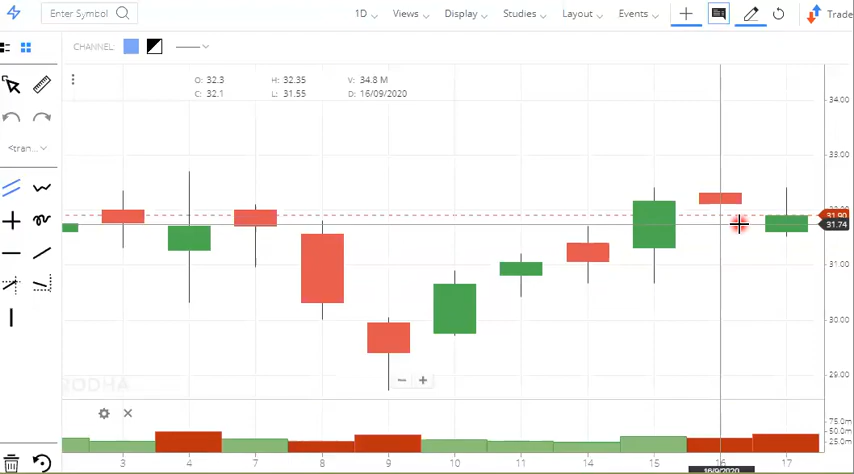 Enter Symbol 1D Views Display Studies Layout Events Trade
CHANNEL:
O: 32.3 H: 32.35 V: 34.8 M
C: 32.1 L: 31.55 D: 16/09/2020
34.00
33.00
31.90
31.74
<tran...
31.00
30.00
29.00
RODHA
75.0m
50.0m
25.0m
3 4 7 8 9 10 11 14 15 16 17
16/9/2020